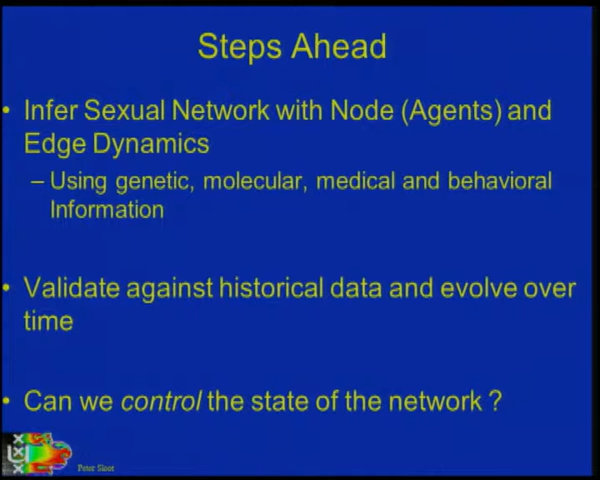 Steps Ahead
• Infer Sexual Network with Node (Agents) and
Edge Dynamics
– Using genetic, molecular, medical and behavioral
Information
• Validate against historical data and evolve over
time
• Can we control the state of the network ?
Peter Sloot